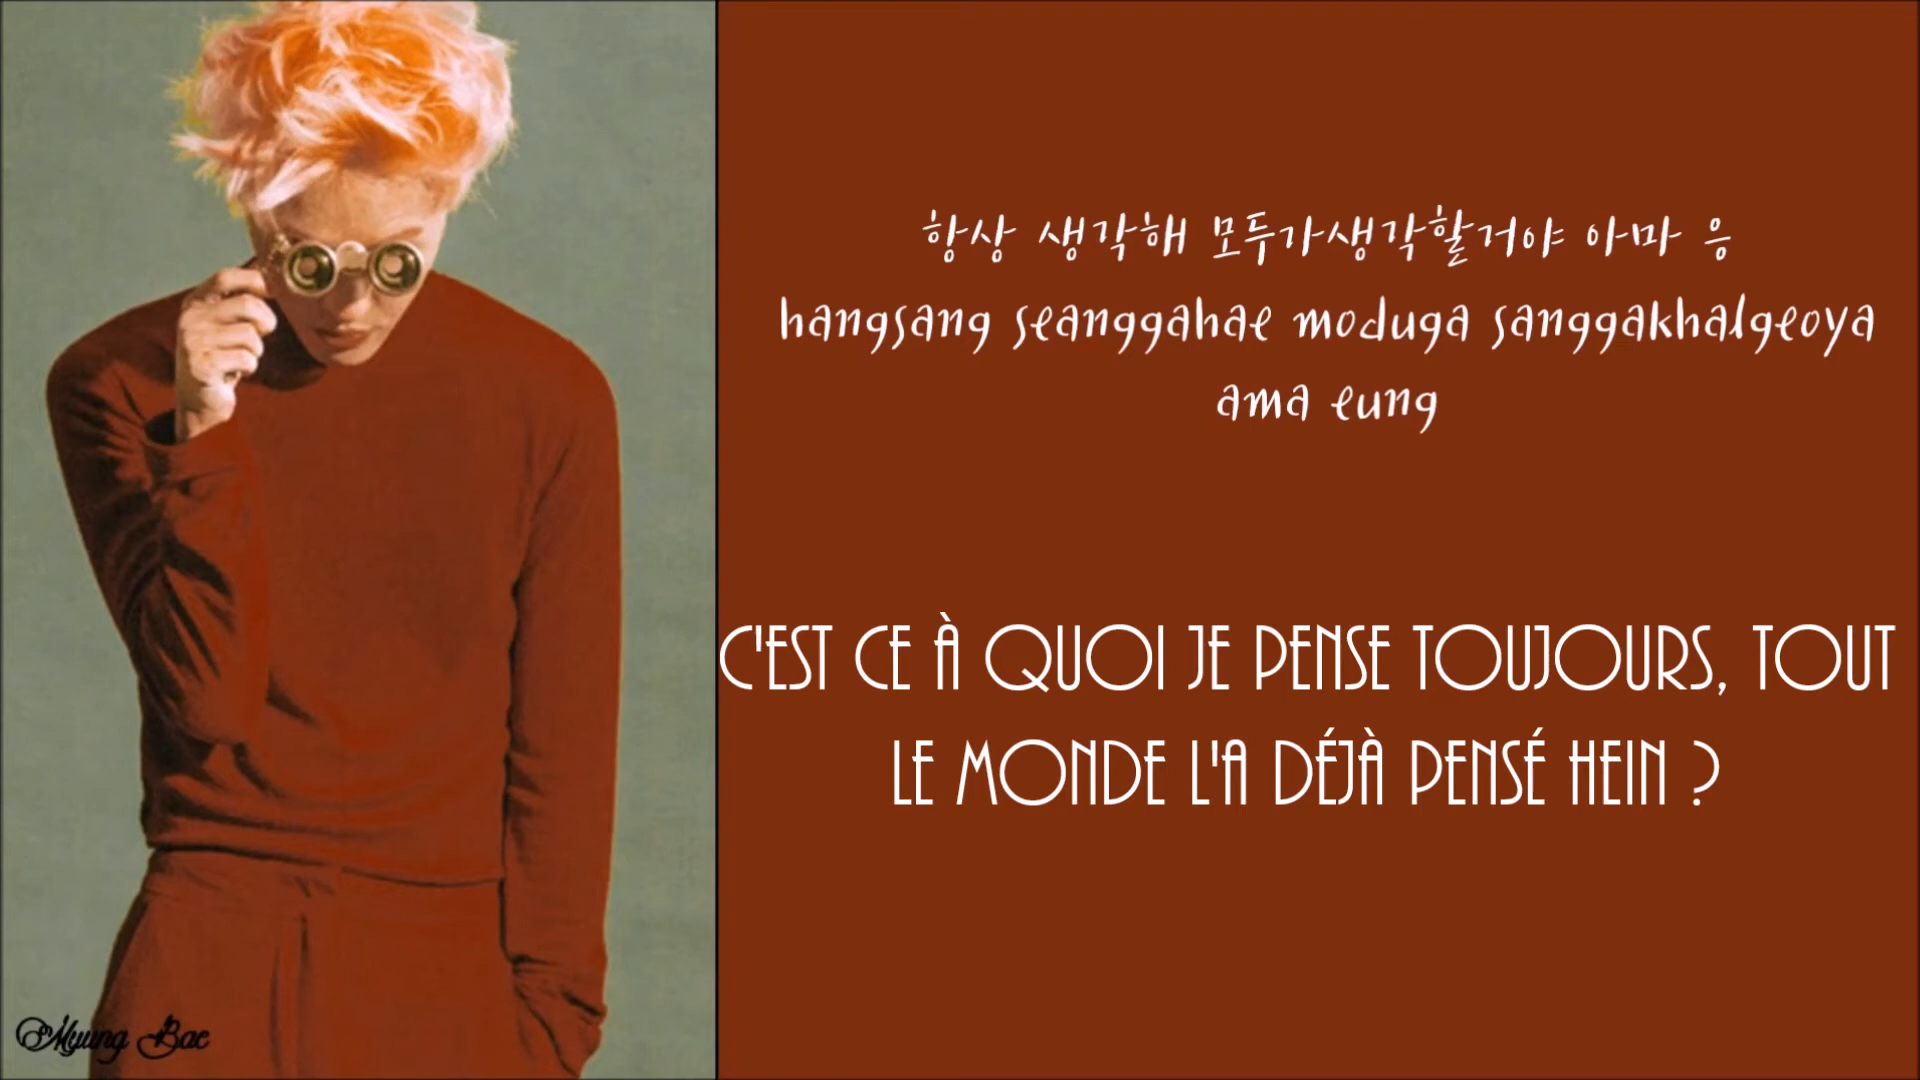 항상 생각해 모두가생각할거야 아마 응
hangsang seanggahae moduga sanggakhalgeoya
ama eung
C'EST CE À QUOI JE PENSE TOUJOURS, TOUT
LE MONDE L'A DÉJÀ PENSÉ HEIN ?
Myung Bae